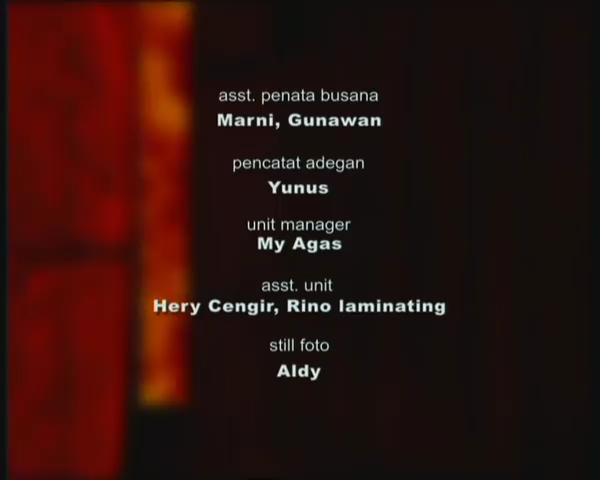 asst. penata busana
Marni, Gunawan
pencatat adegan
Yunus
unit manager
My Agas
asst. unit
Hery Cengir, Rino laminating
still foto
Aldy